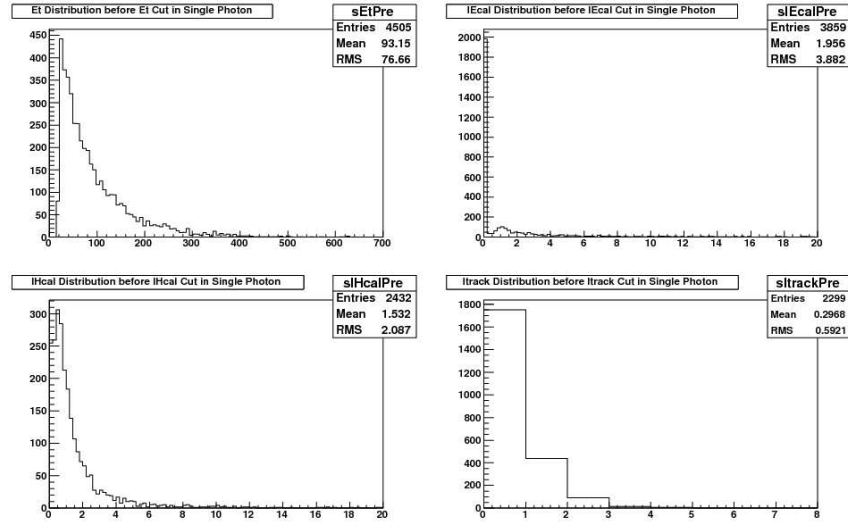 Et Distribution before Et Cut in Single Photon
sEtPre
Entries 4505
Mean 93.15
RMS 76.66
450
400
350
300
250
200
150
100
50
0
0 100 200 300 400 500 600 700
IEcal Distribution before IEcal Cut in Single Photon
sIEcalPre
Entries 3859
Mean 1.956
RMS 3.882
2000
1800
1600
1400
1200
1000
800
600
400
200
0
0 2 4 6 8 10 12 14 16 18 20
IHcal Distribution before IHcal Cut in Single Photon
sIHcalPre
Entries 2432
Mean 1.532
RMS 2.087
300
250
200
150
100
50
0
0 2 4 6 8 10 12 14 16 18 20
Itrack Distribution before Itrack Cut in Single Photon
sItrackPre
Entries 2299
Mean 0.2968
RMS 0.5921
1800
1600
1400
1200
1000
800
600
400
200
0
0 1 2 3 4 5 6 7 8